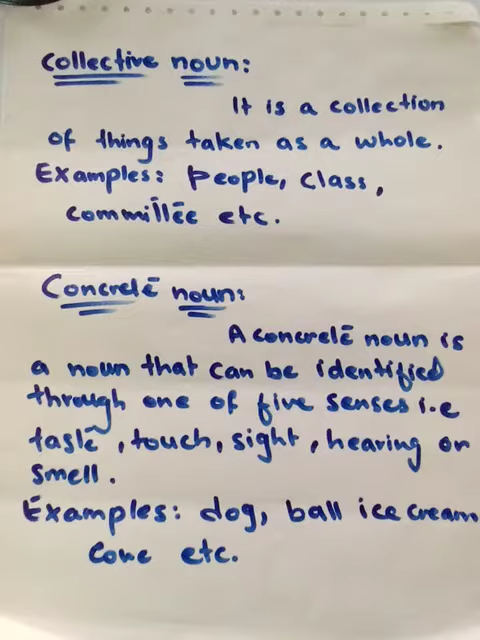 Collective noun:
It is a collection
of things taken as a whole.
Examples: people, class,
committee etc.
Concrete noun:
A concrete noun is
a noun that can be identified
through one of five senses i.e
taste, touch, sight, hearing or
smell.
Examples: dog, ball ice cream
Cone etc.